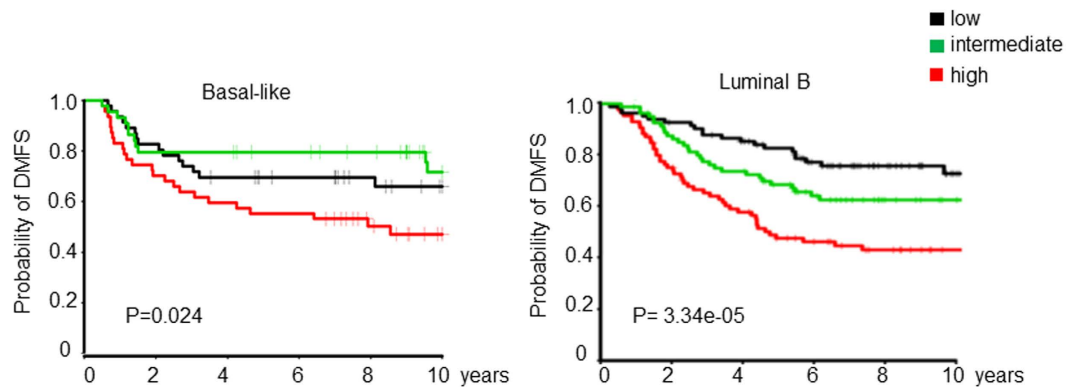 low
intermediate
high
Basal-like
Probability of DMFS
1.0
0.8
0.6
0.4
0.2
0
P=0.024
0 2 4 6 8 10 years
Luminal B
Probability of DMFS
1.0
0.8
0.6
0.4
0.2
0
P= 3.34e-05
0 2 4 6 8 10 years